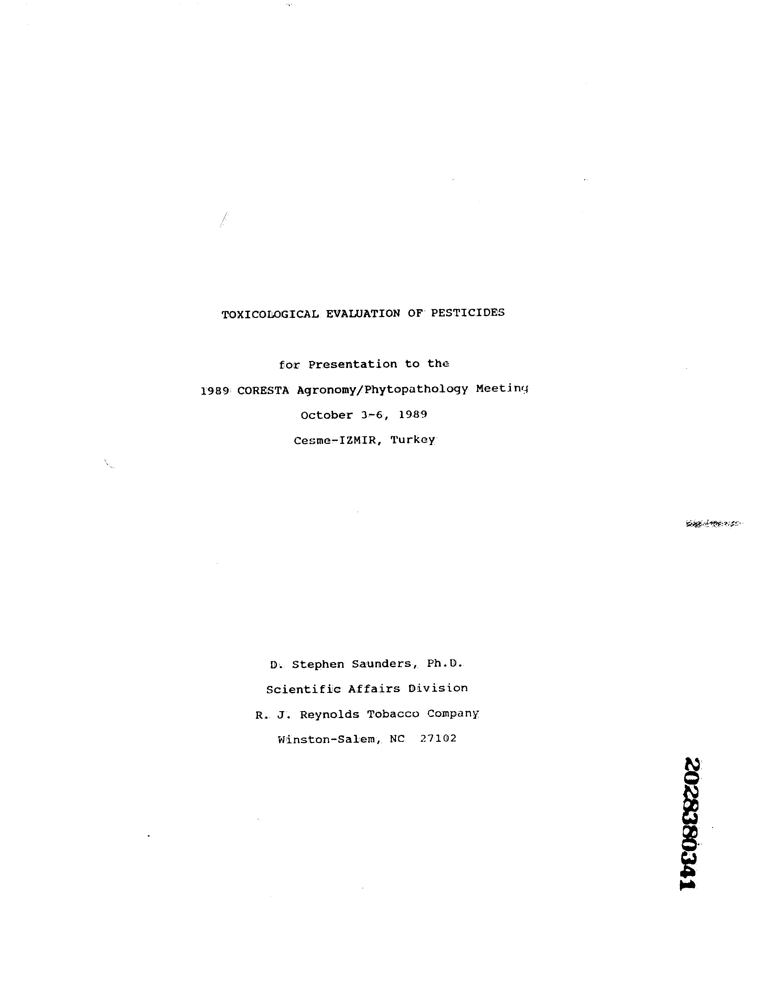 TOXICOLOGICAL EVALUATION OF PESTICIDES
for Presentation to the
1989 CORESTA Agronomy/Phytopathology Meeting
October 3-6, 1989
Cesme-IZMIR, Turkey
D. Stephen Saunders, Ph.D.
Scientific Affairs Division
R. J. Reynolds Tobacco Company
Winston-Salem, NC 27102
2028380341